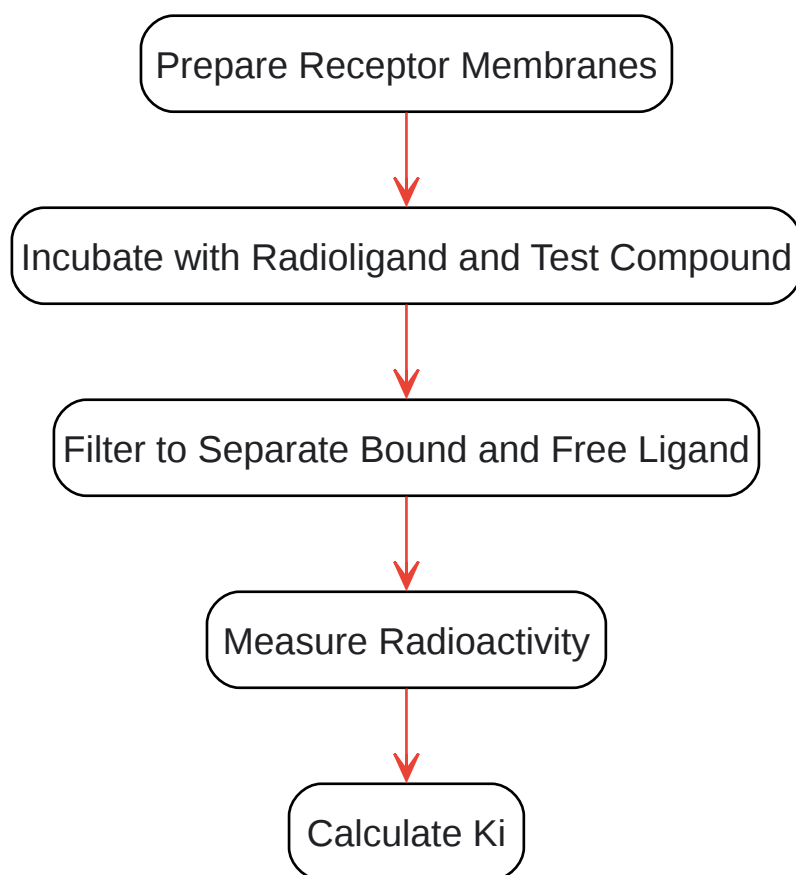 Prepare Receptor Membranes
Incubate with Radioligand and Test Compound
Filter to Separate Bound and Free Ligand
Measure Radioactivity
Calculate Ki